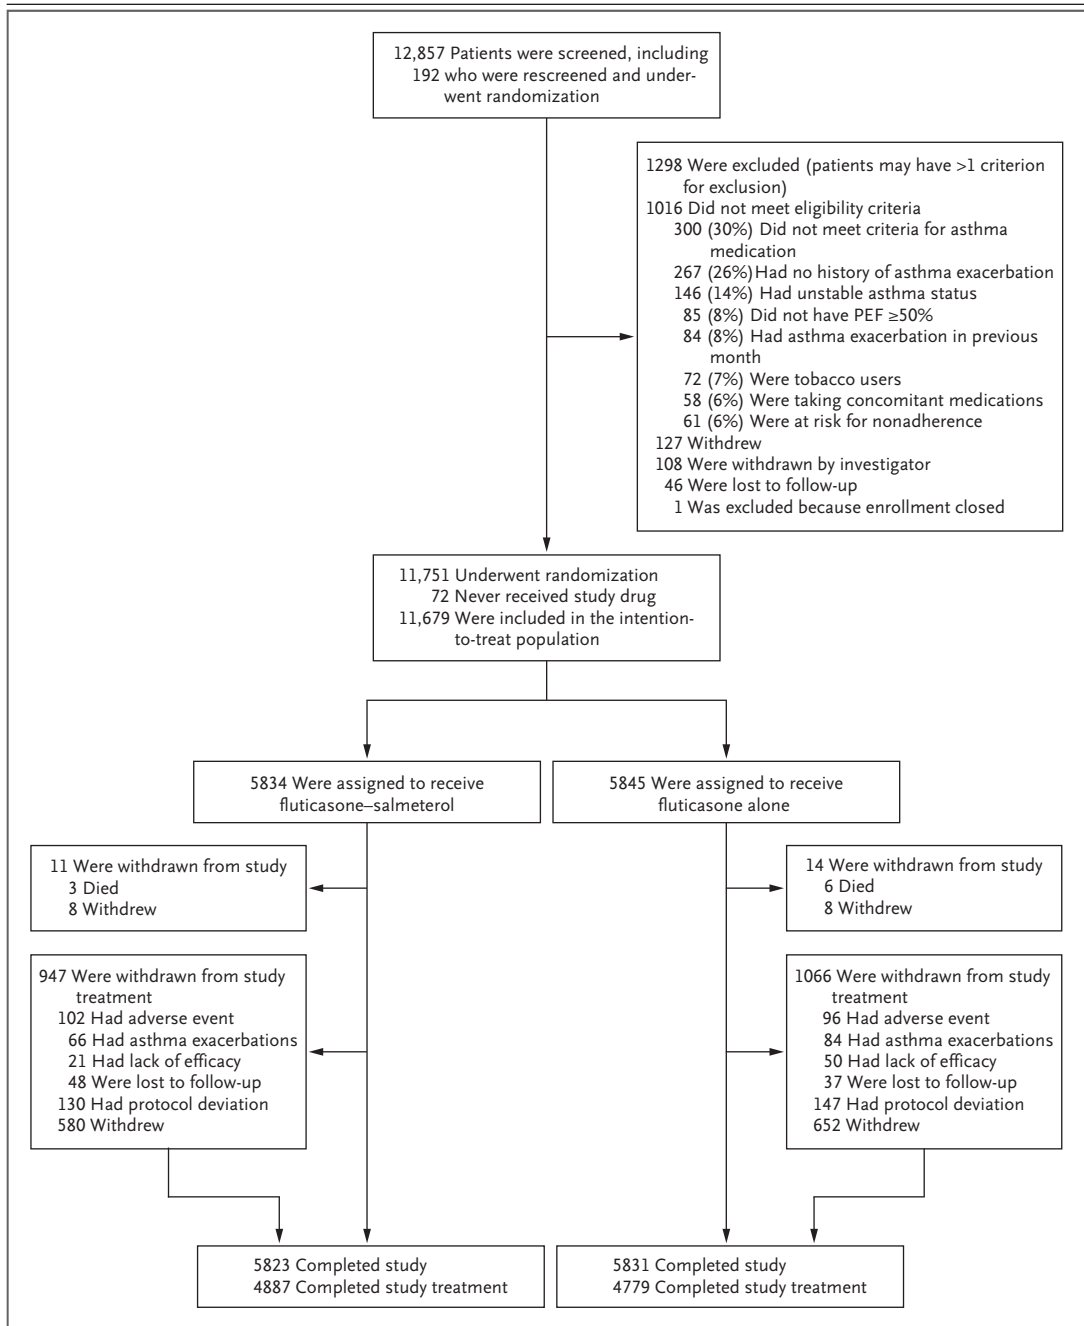 12,857 Patients were screened, including
192 who were rescreened and under-
went randomization
1298 Were excluded (patients may have >1 criterion
for exclusion)
1016 Did not meet eligibility criteria
300 (30%) Did not meet criteria for asthma
medication
267 (26%) Had no history of asthma exacerbation
146 (14%) Had unstable asthma status
85 (8%) Did not have PEF ≥50%
84 (8%) Had asthma exacerbation in previous
month
72 (7%) Were tobacco users
58 (6%) Were taking concomitant medications
61 (6%) Were at risk for nonadherence
127 Withdrew
108 Were withdrawn by investigator
46 Were lost to follow-up
1 Was excluded because enrollment closed
11,751 Underwent randomization
72 Never received study drug
11,679 Were included in the intention-
to-treat population
5834 Were assigned to receive
fluticasone–salmeterol
5845 Were assigned to receive
fluticasone alone
11 Were withdrawn from study
3 Died
8 Withdrew
14 Were withdrawn from study
6 Died
8 Withdrew
947 Were withdrawn from study
treatment
102 Had adverse event
66 Had asthma exacerbations
21 Had lack of efficacy
48 Were lost to follow-up
130 Had protocol deviation
580 Withdrew
1066 Were withdrawn from study
treatment
96 Had adverse event
84 Had asthma exacerbations
50 Had lack of efficacy
37 Were lost to follow-up
147 Had protocol deviation
652 Withdrew
5823 Completed study
4887 Completed study treatment
5831 Completed study
4779 Completed study treatment